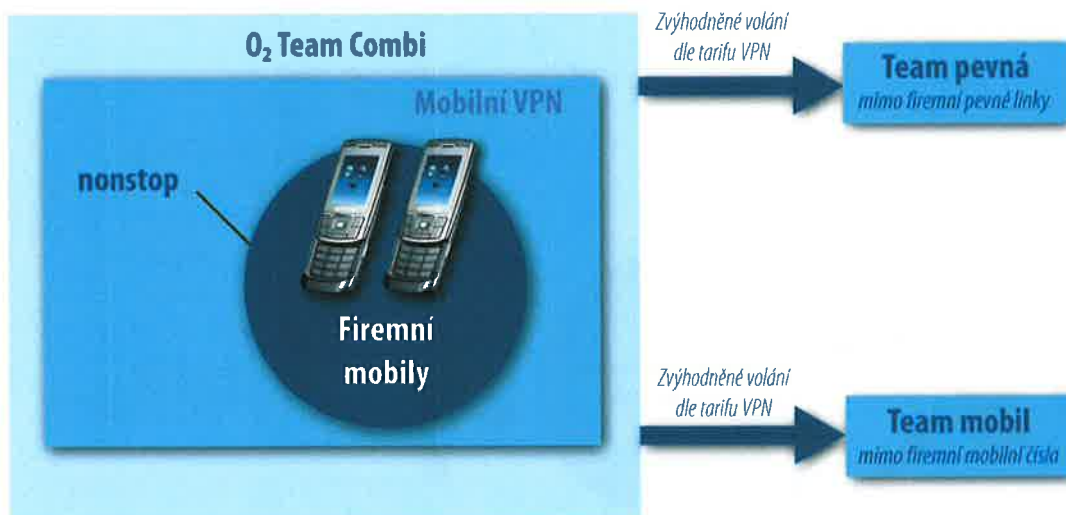 O₂ Team Combi
Mobilní VPN
nonstop
Firemní
mobily
Zvýhodněné volání
dle tarifu VPN
Team pevná
mimo firemní pevné linky
Zvýhodněné volání
dle tarifu VPN
Team mobil
mimo firemní mobilní čísla